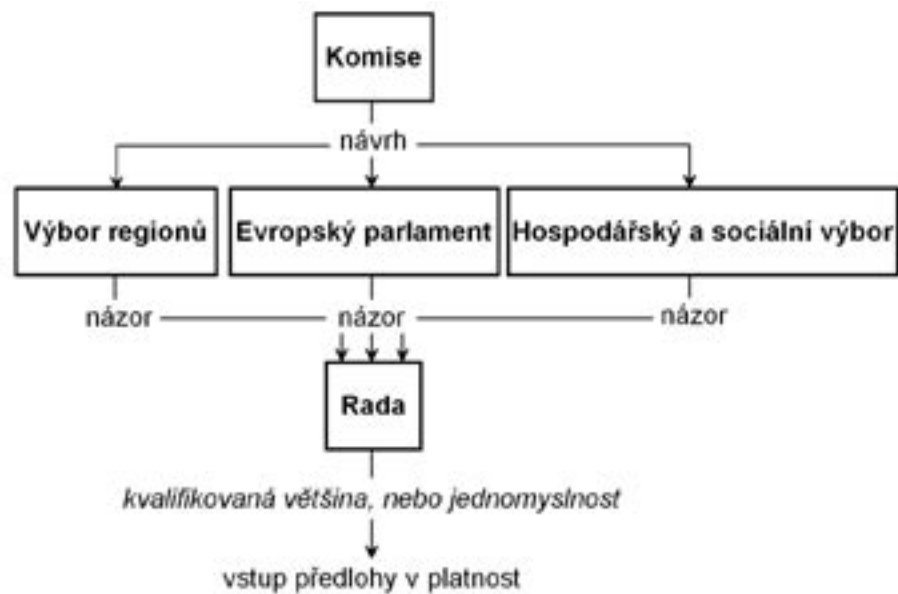 Komise
návrh
Výbor regionů
Evropský parlament
Hospodářský a sociální výbor
názor
názor
názor
Rada
kvalifikovaná většina, nebo jednomyslnost
vstup předlohy v platnost